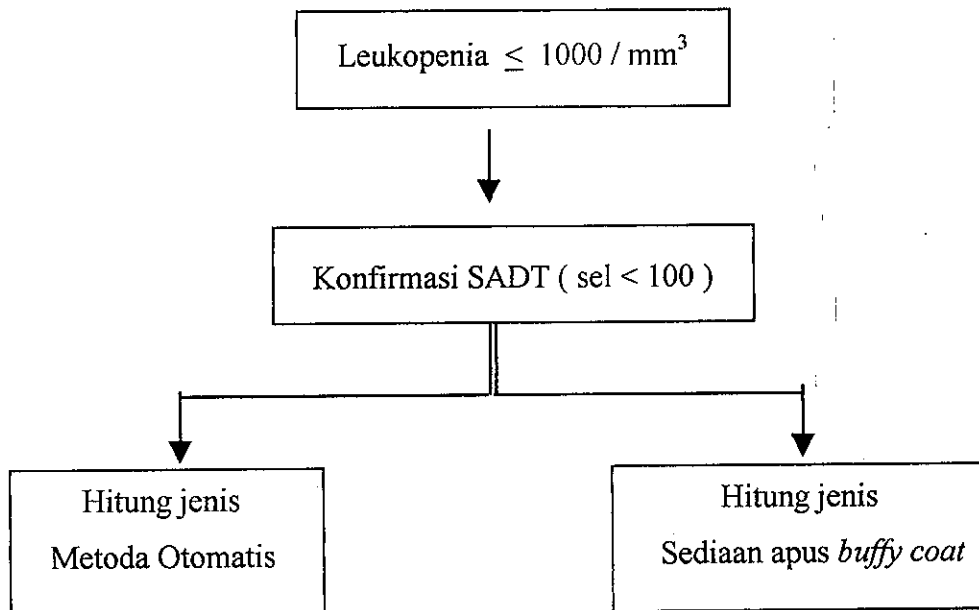 Leukopenia ≤ 1000 / mm³
Konfirmasi SADT ( sel < 100 )
Hitung jenis
Metoda Otomatis
Hitung jenis
Sediaan apus buffy coat